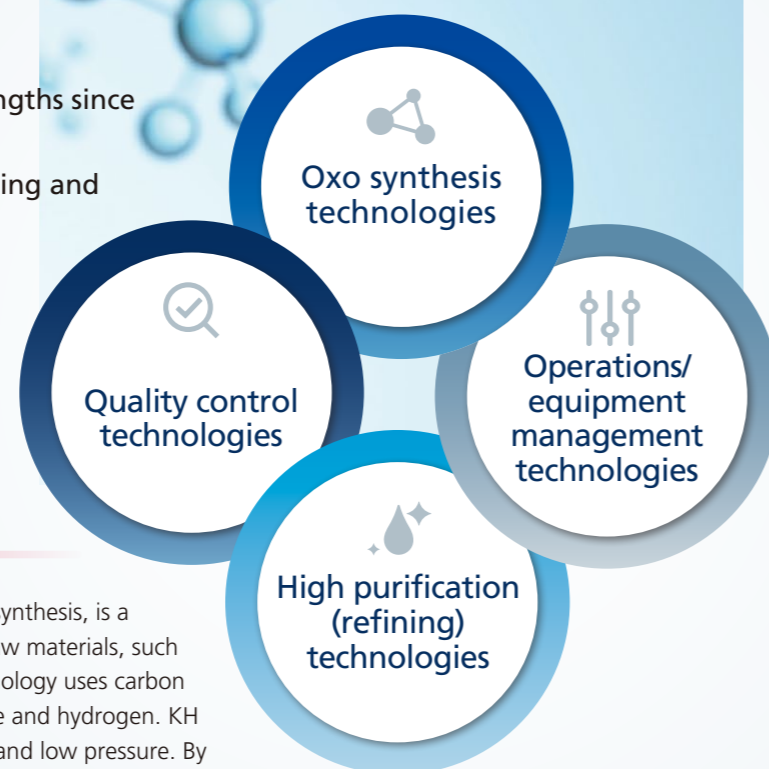 ngths since
ing and
Oxo synthesis
technologies
Quality control
technologies
Operations/
equipment
management
technologies
High purification
(refining)
technologies
synthesis, is a
w materials, such
ology uses carbon
e and hydrogen. KH
and low pressure. By